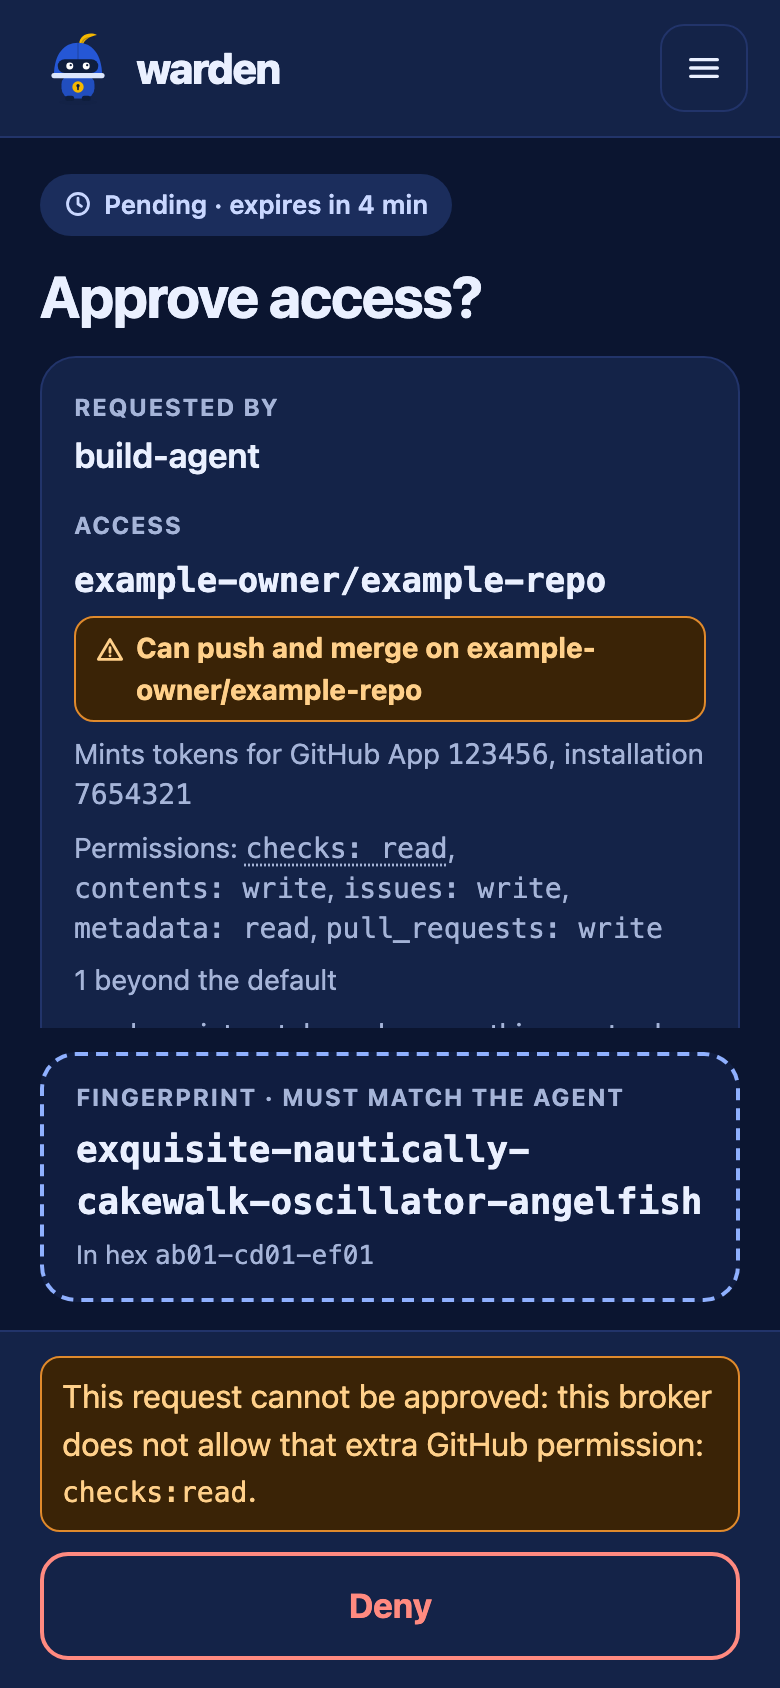 warden
Pending · expires in 4 min
Approve access?
REQUESTED BY
build-agent
ACCESS
example-owner/example-repo
Can push and merge on example-
owner/example-repo
Mints tokens for GitHub App 123456, installation
7654321
Permissions: checks: read,
contents: write, issues: write,
metadata: read, pull_requests: write
1 beyond the default
FINGERPRINT · MUST MATCH THE AGENT
exquisite-nautically-
cakewalk-oscillator-angelfish
In hex ab01-cd01-ef01
This request cannot be approved: this broker
does not allow that extra GitHub permission:
checks:read.
Deny